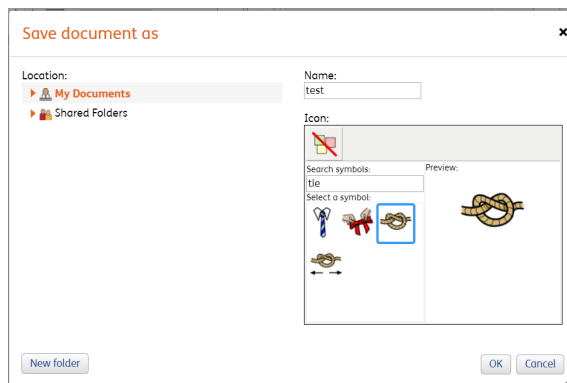 Save document as
×
Location:
My Documents
Shared Folders
Name:
test
Icon:
Search symbols:
tie
Select a symbol:
Preview:
New folder
OK
Cancel